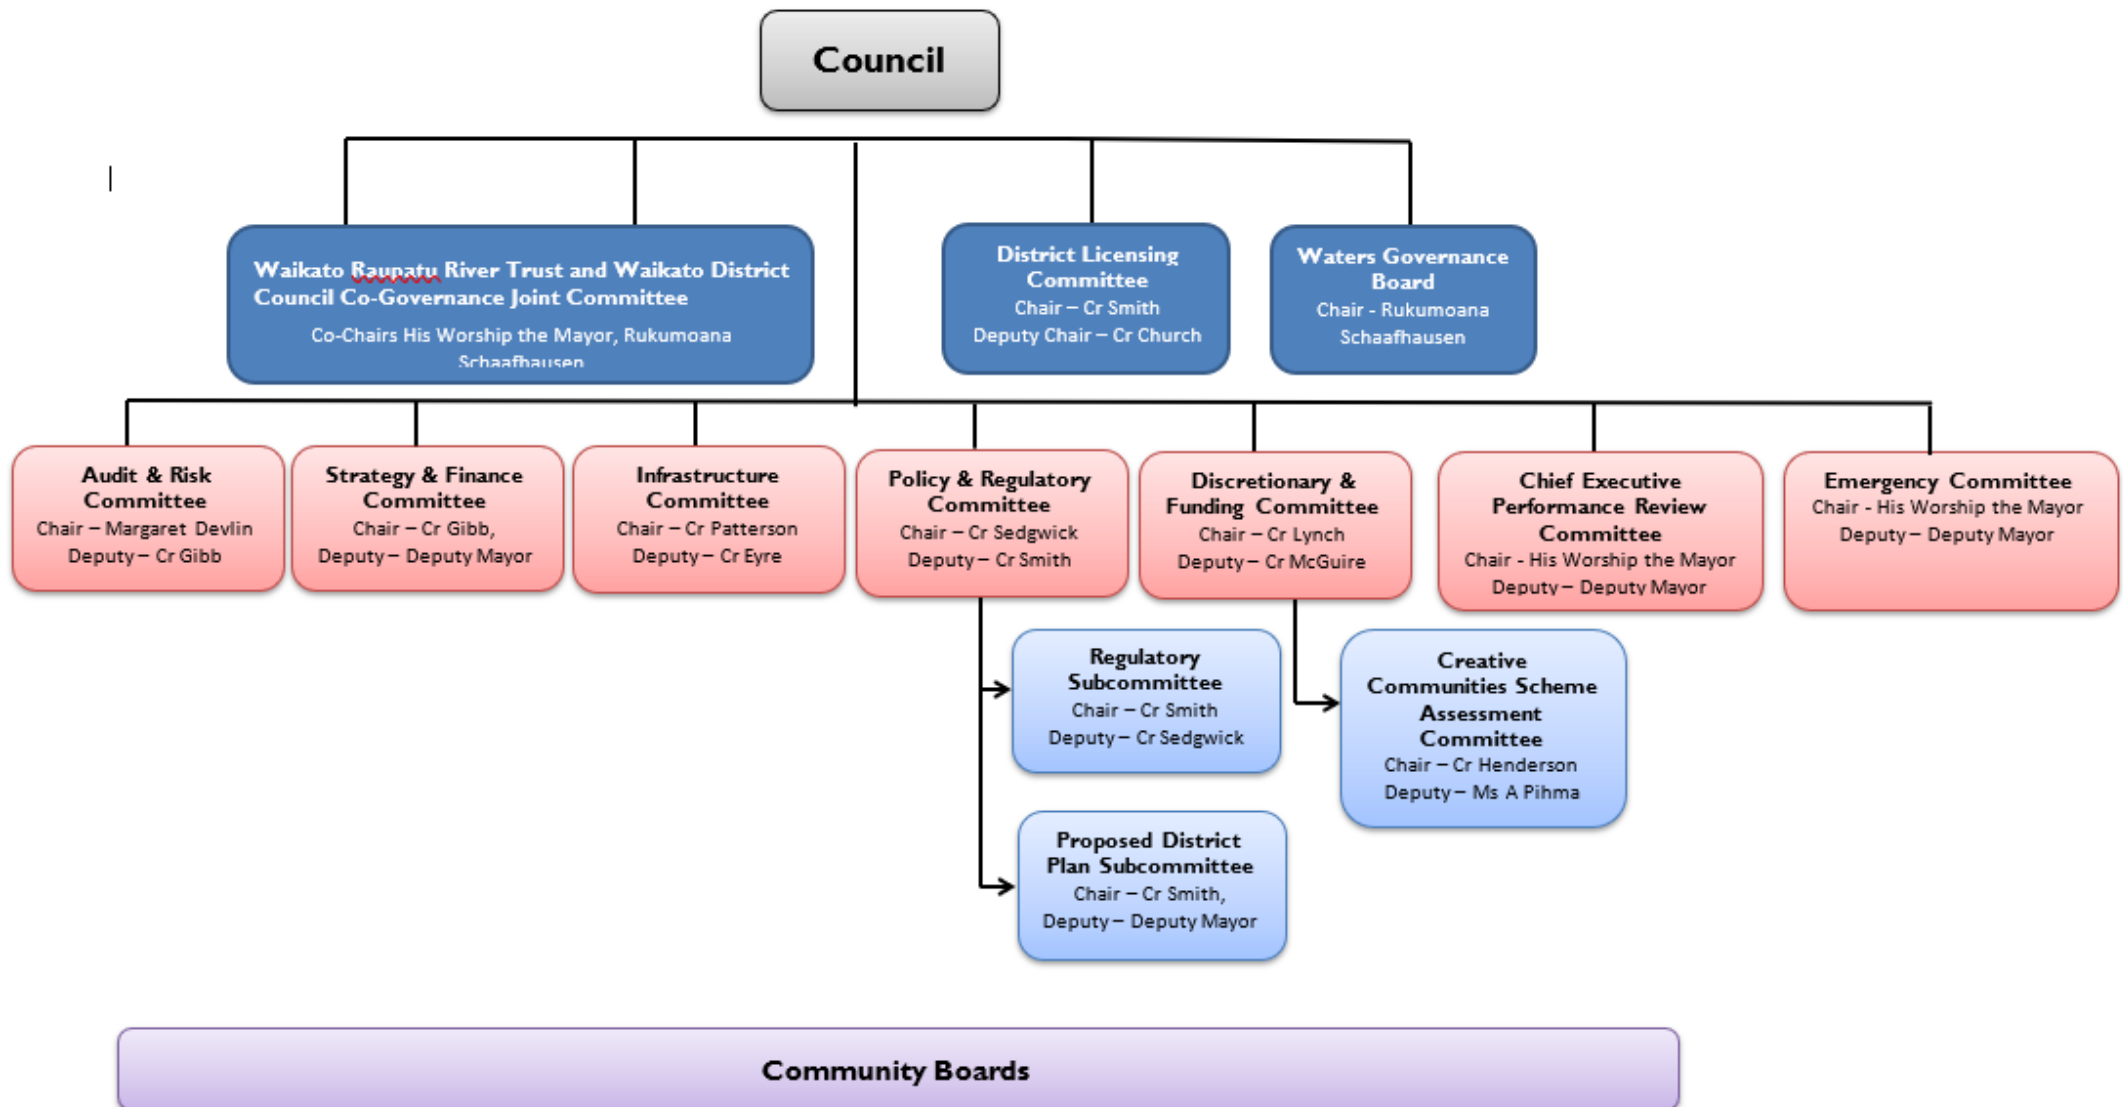 Council
Waikato Raupatu River Trust and Waikato District
Council Co-Governance Joint Committee
Co-Chairs His Worship the Mayor, Rukumoana
Schaafhausen
District Licensing
Committee
Chair – Cr Smith
Deputy Chair – Cr Church
Waters Governance
Board
Chair - Rukumoana
Schaafhausen
Audit & Risk
Committee
Chair – Margaret Devlin
Deputy – Cr Gibb
Strategy & Finance
Committee
Chair – Cr Gibb,
Deputy – Deputy Mayor
Infrastructure
Committee
Chair – Cr Patterson
Deputy – Cr Eyre
Policy & Regulatory
Committee
Chair – Cr Sedgwick
Deputy – Cr Smith
Discretionary &
Funding Committee
Chair – Cr Lynch
Deputy – Cr McGuire
Chief Executive
Performance Review
Committee
Chair - His Worship the Mayor
Deputy – Deputy Mayor
Emergency Committee
Chair - His Worship the Mayor
Deputy – Deputy Mayor
Regulatory
Subcommittee
Chair – Cr Smith
Deputy – Cr Sedgwick
Creative
Communities Scheme
Assessment
Committee
Chair – Cr Henderson
Deputy – Ms A Pihma
Proposed District
Plan Subcommittee
Chair – Cr Smith,
Deputy – Deputy Mayor
Community Boards